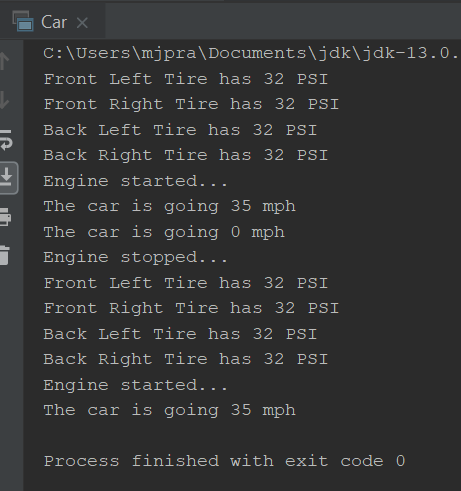 Car
C:\Users\mjpra\Documents\jdk\jdk-13.0.
Front Left Tire has 32 PSI
Front Right Tire has 32 PSI
Back Left Tire has 32 PSI
Back Right Tire has 32 PSI
Engine started...
The car is going 35 mph
The car is going 0 mph
Engine stopped...
Front Left Tire has 32 PSI
Front Right Tire has 32 PSI
Back Left Tire has 32 PSI
Back Right Tire has 32 PSI
Engine started...
The car is going 35 mph
Process finished with exit code 0